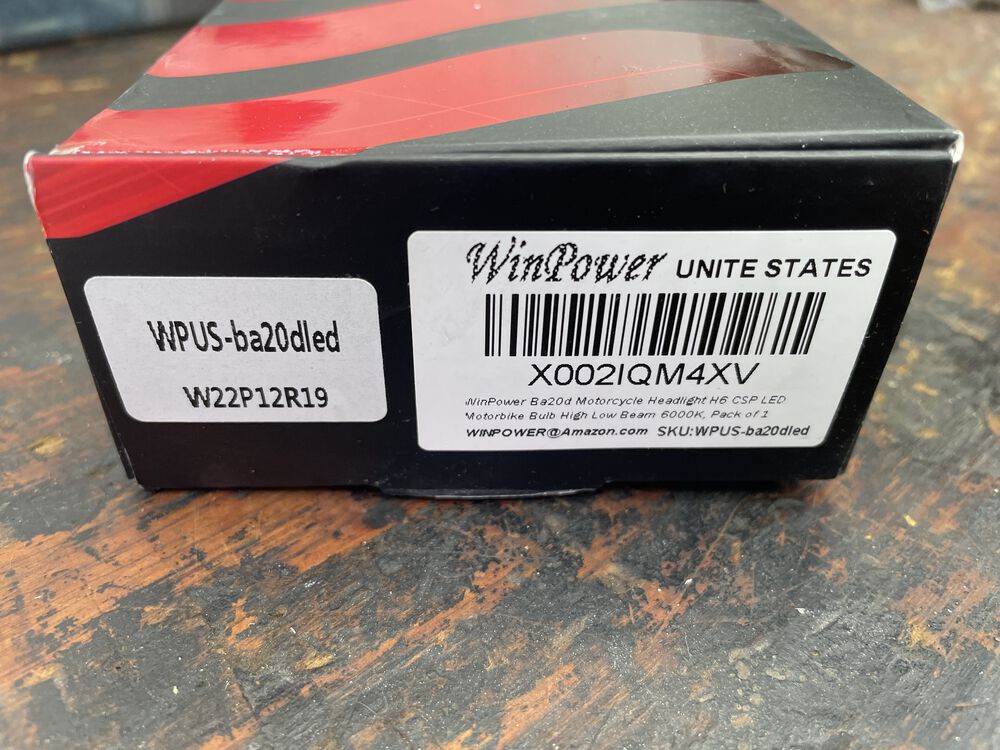 WPUS-ba20dled
W22P12R19
WinPower UNITE STATES
X002IQM4XV
WinPower Ba20d Motorcycle Headlight H6 CSP LED
Motorbike Bulb High Low Beam 6000K, Pack of 1
WINPOWER@Amazon.com SKU:WPUS-ba20dled